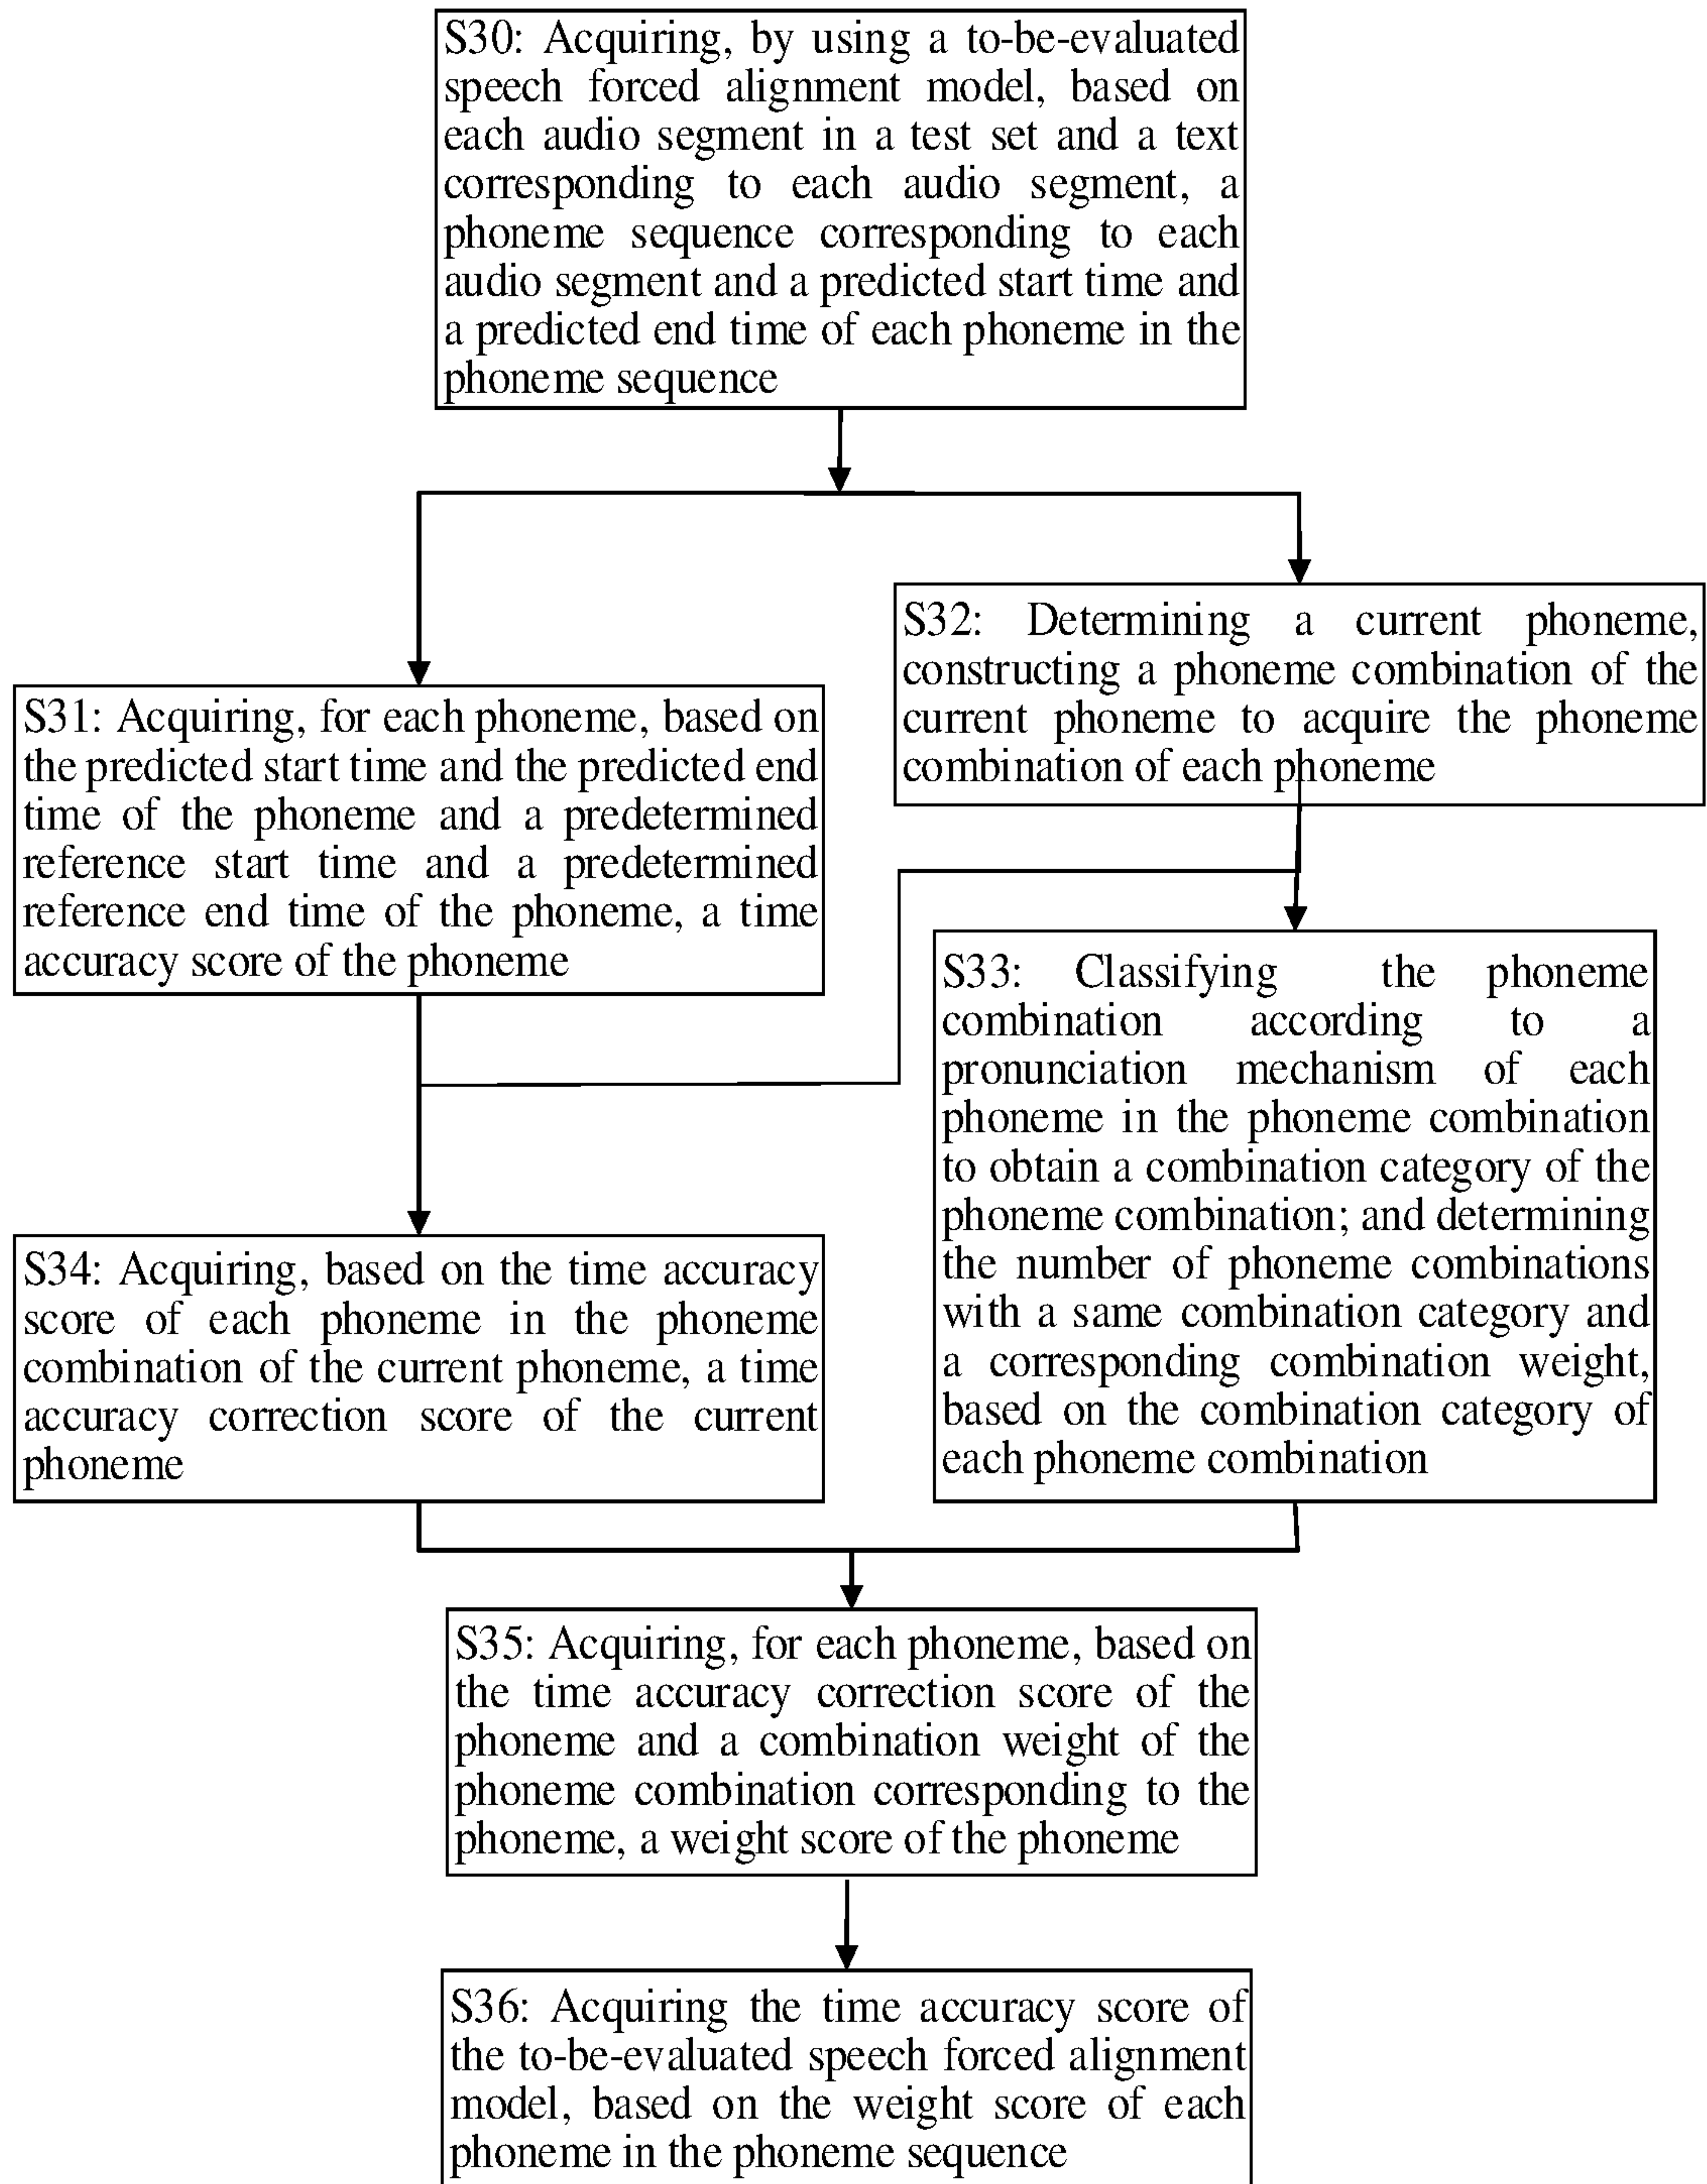 S30: Acquiring, by using a to-be-evaluated
speech forced alignment model, based on
each audio segment in a test set and a text
corresponding to each audio segment, a
phoneme sequence corresponding to each
audio segment and a predicted start time and
a predicted end time of each phoneme in the
phoneme sequence
S31: Acquiring, for each phoneme, based on
the predicted start time and the predicted end
time of the phoneme and a predetermined
reference start time and a predetermined
reference end time of the phoneme, a time
accuracy score of the phoneme
S32: Determining a current phoneme,
constructing a phoneme combination of the
current phoneme to acquire the phoneme
combination of each phoneme
S33: Classifying the phoneme
combination according to a
pronunciation mechanism of each
phoneme in the phoneme combination
to obtain a combination category of the
phoneme combination; and determining
the number of phoneme combinations
with a same combination category and
a corresponding combination weight,
based on the combination category of
each phoneme combination
S34: Acquiring, based on the time accuracy
score of each phoneme in the phoneme
combination of the current phoneme, a time
accuracy correction score of the current
phoneme
S35: Acquiring, for each phoneme, based on
the time accuracy correction score of the
phoneme and a combination weight of the
phoneme combination corresponding to the
phoneme, a weight score of the phoneme
S36: Acquiring the time accuracy score of
the to-be-evaluated speech forced alignment
model, based on the weight score of each
phoneme in the phoneme sequence